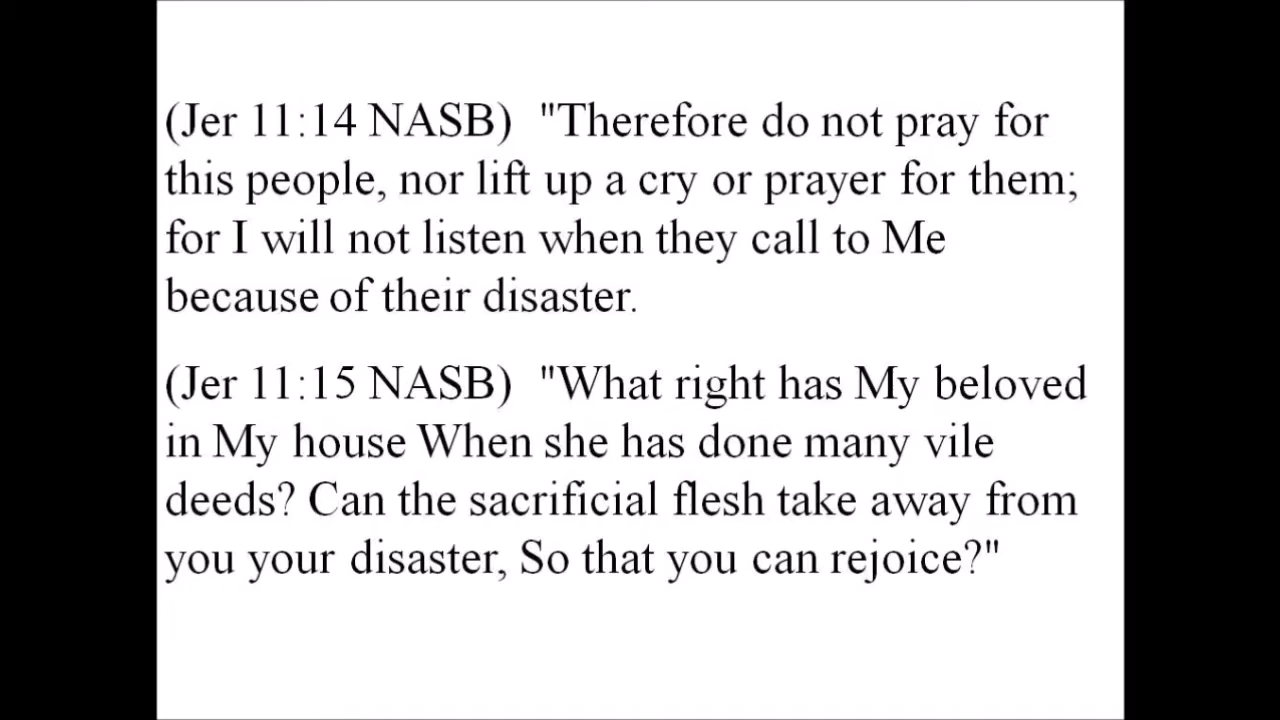 (Jer 11:14 NASB)  "Therefore do not pray for
this people, nor lift up a cry or prayer for them;
for I will not listen when they call to Me
because of their disaster.
(Jer 11:15 NASB)  "What right has My beloved
in My house When she has done many vile
deeds? Can the sacrificial flesh take away from
you your disaster, So that you can rejoice?"